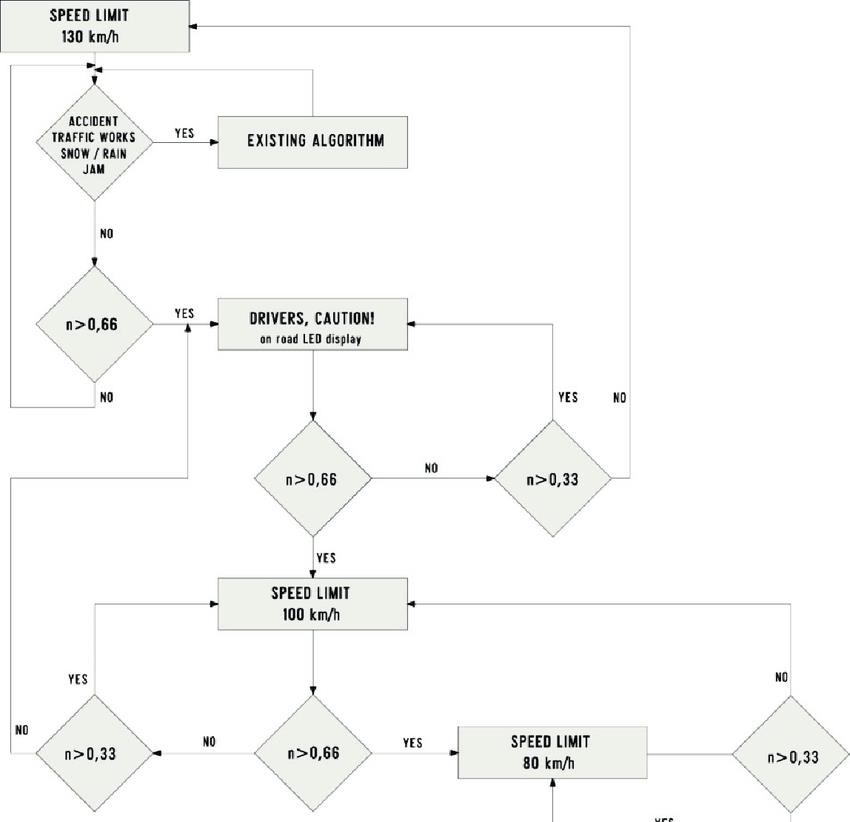 SPEED LIMIT
130 km/h
ACCIDENT
TRAFFIC WORKS
SNOW / RAIN
JAM
YES
EXISTING ALGORITHM
NO
n>0,66
YES
DRIVERS, CAUTION!
on road LED display
NO
YES
NO
n>0,66
NO
n>0,33
YES
SPEED LIMIT
100 km/h
YES
NO
NO
n>0,33
NO
n>0,66
YES
SPEED LIMIT
80 km/h
n>0,33
YES